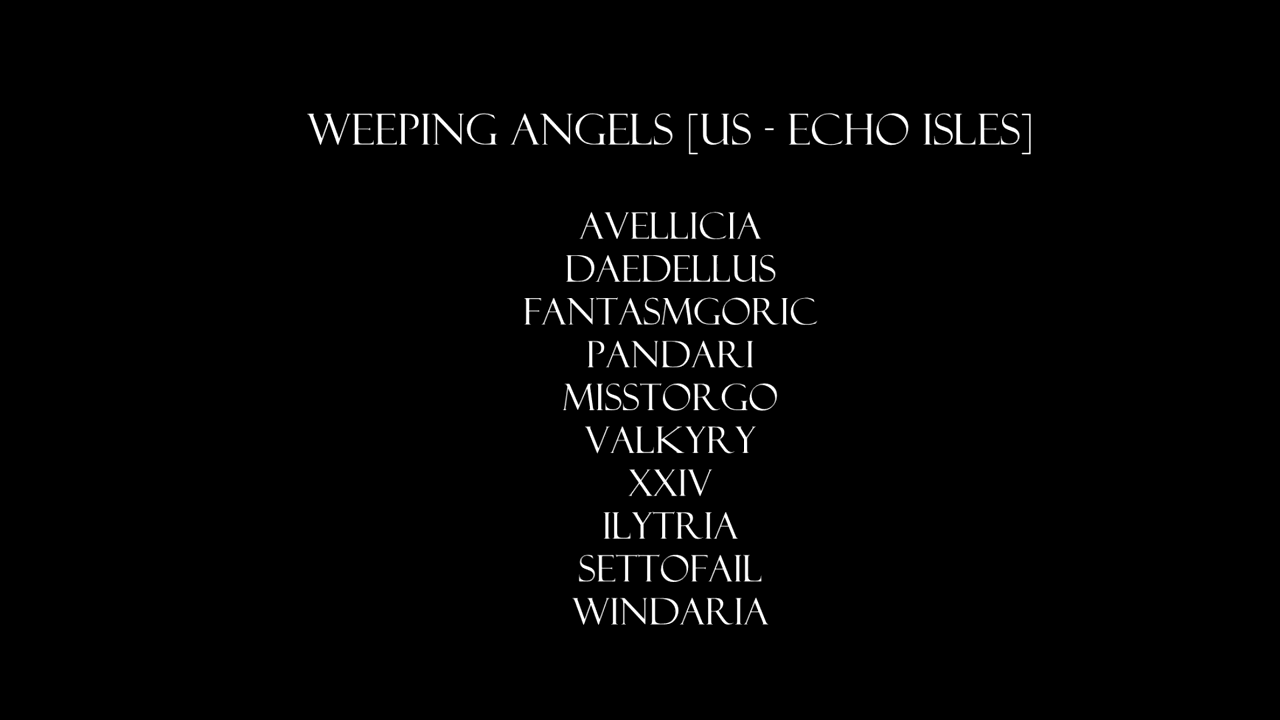 WEEPING ANGELS [US - ECHO ISLES]
AVELLICIA
DAEDELLUS
FANTASMGORIC
PANDARI
MISSTORGO
VALKYRY
XXIV
ILYTRIA
SETTOFAIL
WINDARIA